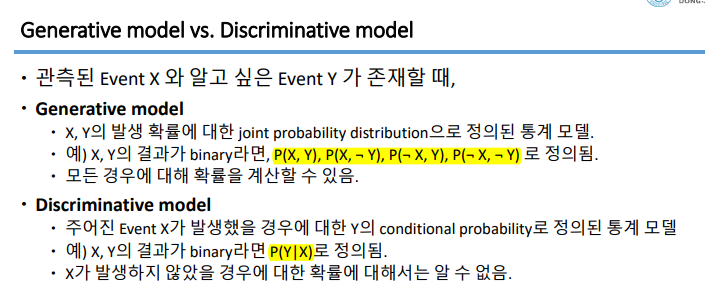 DONG-
Generative model vs. Discriminative model
• 관측된 Event X 와 알고 싶은 Event Y 가 존재할 때,
• Generative model
• X, Y의 발생 확률에 대한 joint probability distribution으로 정의된 통계 모델.
• 예) X, Y의 결과가 binary라면, P(X, Y), P(X, ¬ Y), P(¬ X, Y), P(¬ X, ¬ Y) 로 정의됨.
• 모든 경우에 대해 확률을 계산할 수 있음.
• Discriminative model
• 주어진 Event X가 발생했을 경우에 대한 Y의 conditional probability로 정의된 통계 모델
• 예) X, Y의 결과가 binary라면 P(Y|X)로 정의됨.
• X가 발생하지 않았을 경우에 대한 확률에 대해서는 알 수 없음.